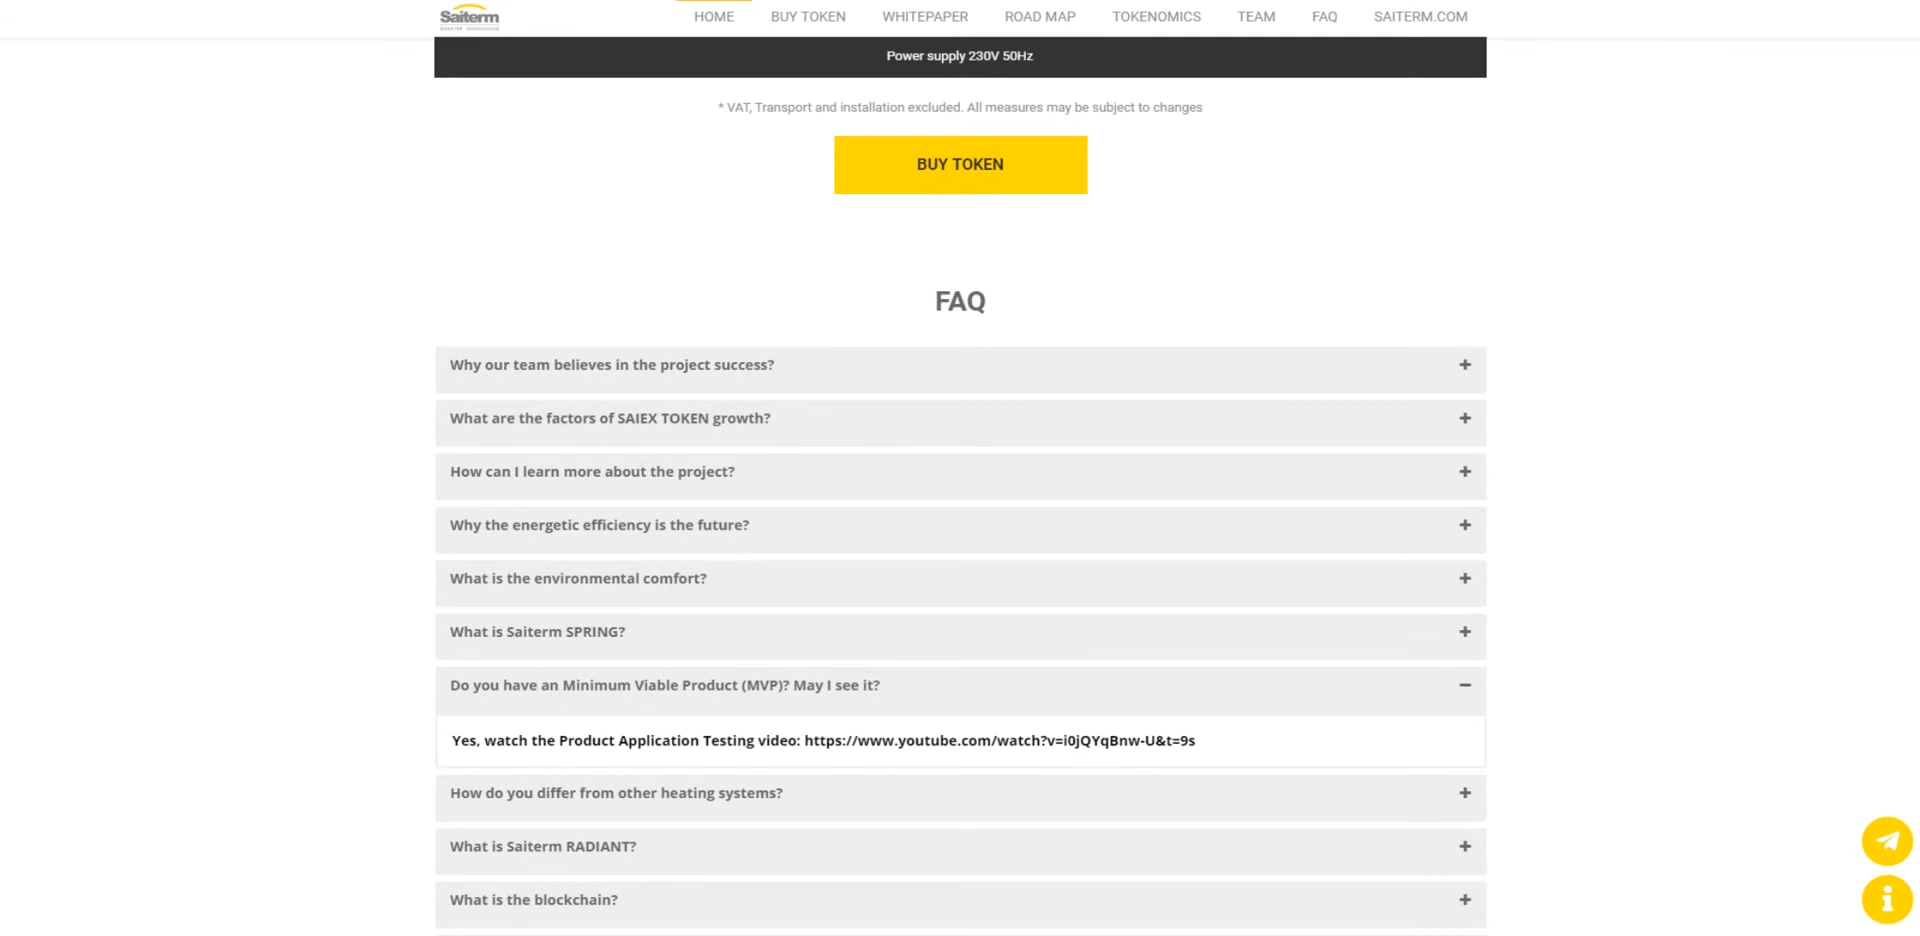 Saiterm
HOME
BUY TOKEN
WHITEPAPER
ROAD MAP
TOKENOMICS
TEAM
FAQ
SAITERM.COM
Power supply 230V 50Hz
* VAT, Transport and installation excluded. All measures may be subject to changes
BUY TOKEN
FAQ
Why our team believes in the project success?
What are the factors of SAIEX TOKEN growth?
How can I learn more about the project?
Why the energetic efficiency is the future?
What is the environmental comfort?
What is Saiterm SPRING?
Do you have an Minimum Viable Product (MVP)? May I see it?
Yes, watch the Product Application Testing video: https://www.youtube.com/watch?v=i0jQYqBnw-U&t=9s
How do you differ from other heating systems?
What is Saiterm RADIANT?
What is the blockchain?